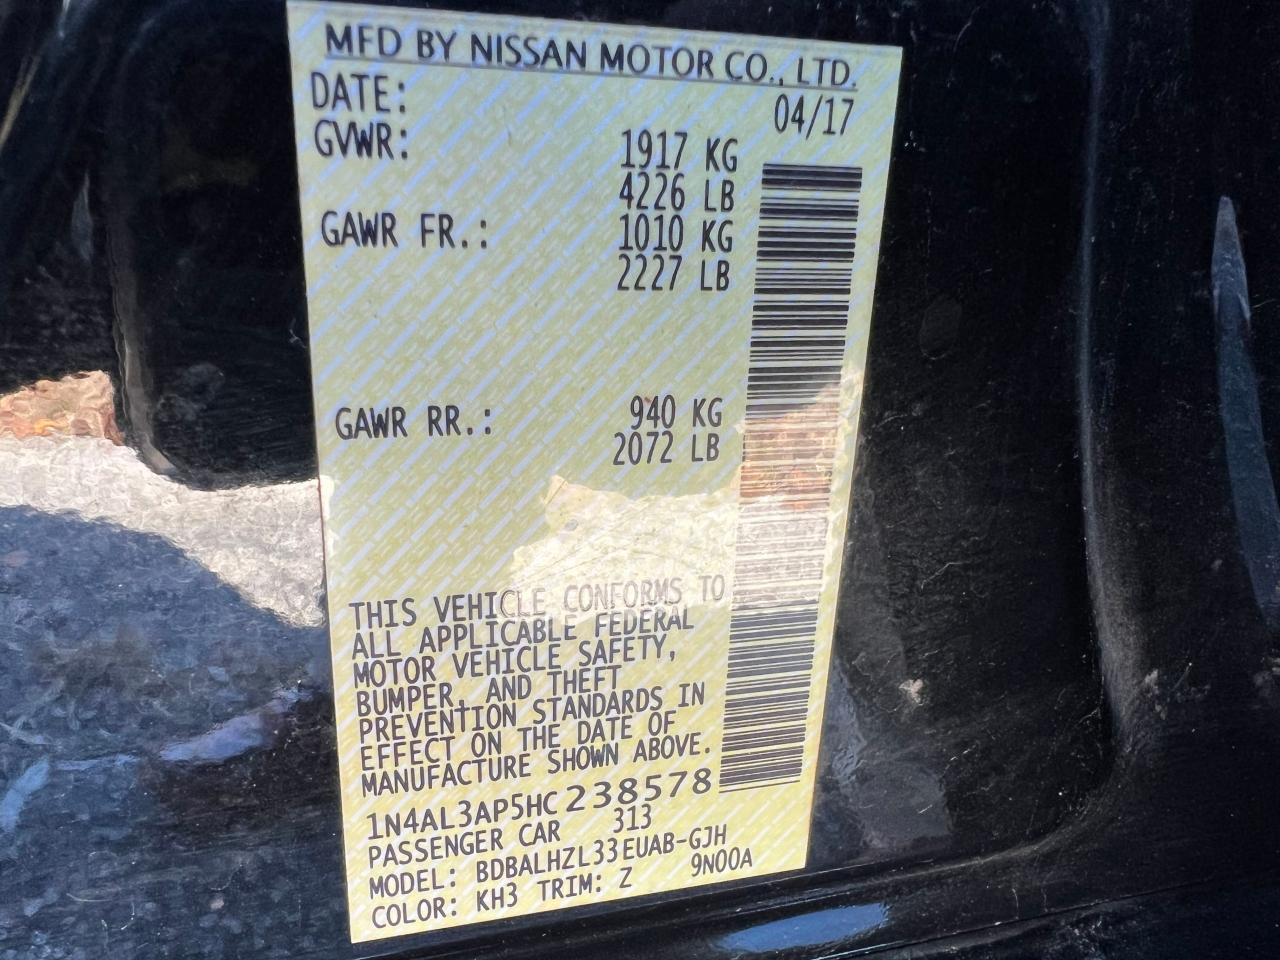 MFD BY NISSAN MOTOR CO., LTD.
DATE: 04/17
GVWR: 1917 KG
4226 LB
GAWR FR.: 1010 KG
2227 LB
GAWR RR.: 940 KG
2072 LB
THIS VEHICLE CONFORMS TO
ALL APPLICABLE FEDERAL
MOTOR VEHICLE SAFETY,
BUMPER, AND THEFT
PREVENTION STANDARDS IN
EFFECT ON THE DATE OF
MANUFACTURE SHOWN ABOVE.
1N4AL3AP5HC238578
PASSENGER CAR 313
MODEL: BDBALHZL33EUAB-GJH
COLOR: KH3 TRIM: Z 9N00A